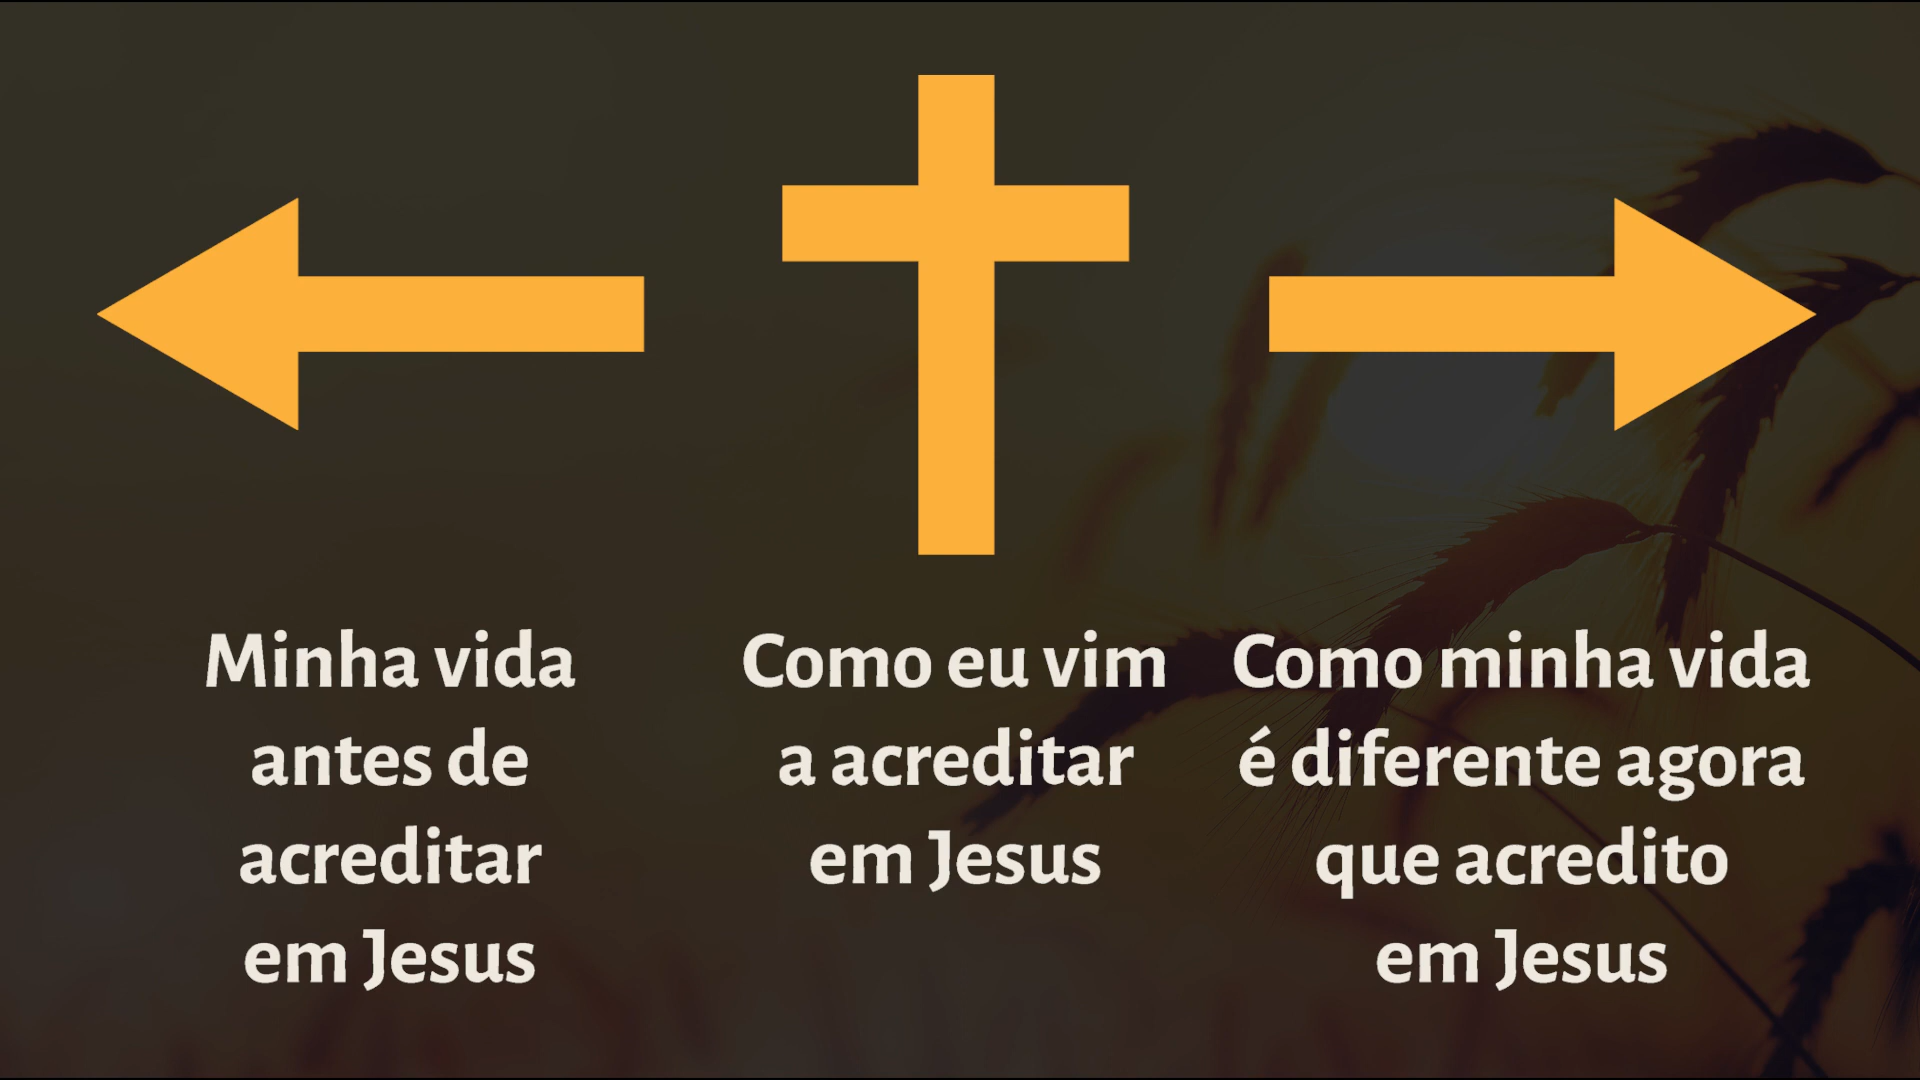 Minha vida
antes de
acreditar
em Jesus
Como eu vim
a acreditar
em Jesus
Como minha vida
é diferente agora
que acredito
em Jesus